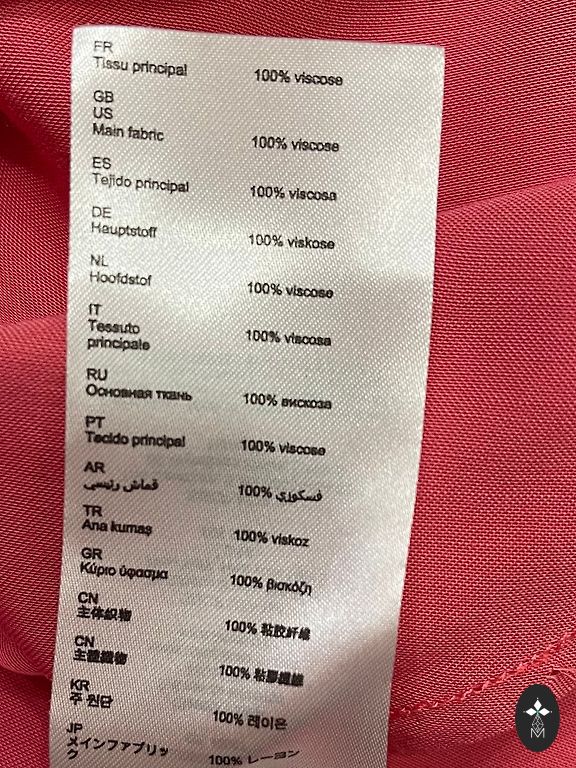 FR
Tissu principal 100% viscose
GB
US
Main fabric 100% viscose
ES
Tejido principal 100% viscosa
DE
Hauptstoff 100% viskose
NL
Hoofdstof 100% viscose
IT
Tessuto
principale 100% viscosa
RU
Основная ткань 100% вискоза
PT
Tecido principal 100% viscose
AR
قماش رئيسي 100% فسكوزي
TR
Ana kumaş 100% viskoz
GR
Κύριο ύφασμα 100% βισκόζη
CN
主体织物 100% 粘胶纤维
CN
主體織物 100% 粘膠纖維
KR
주 원단 100% 레이온
JP
メインファブリッ
ク 100% レーヨン
M